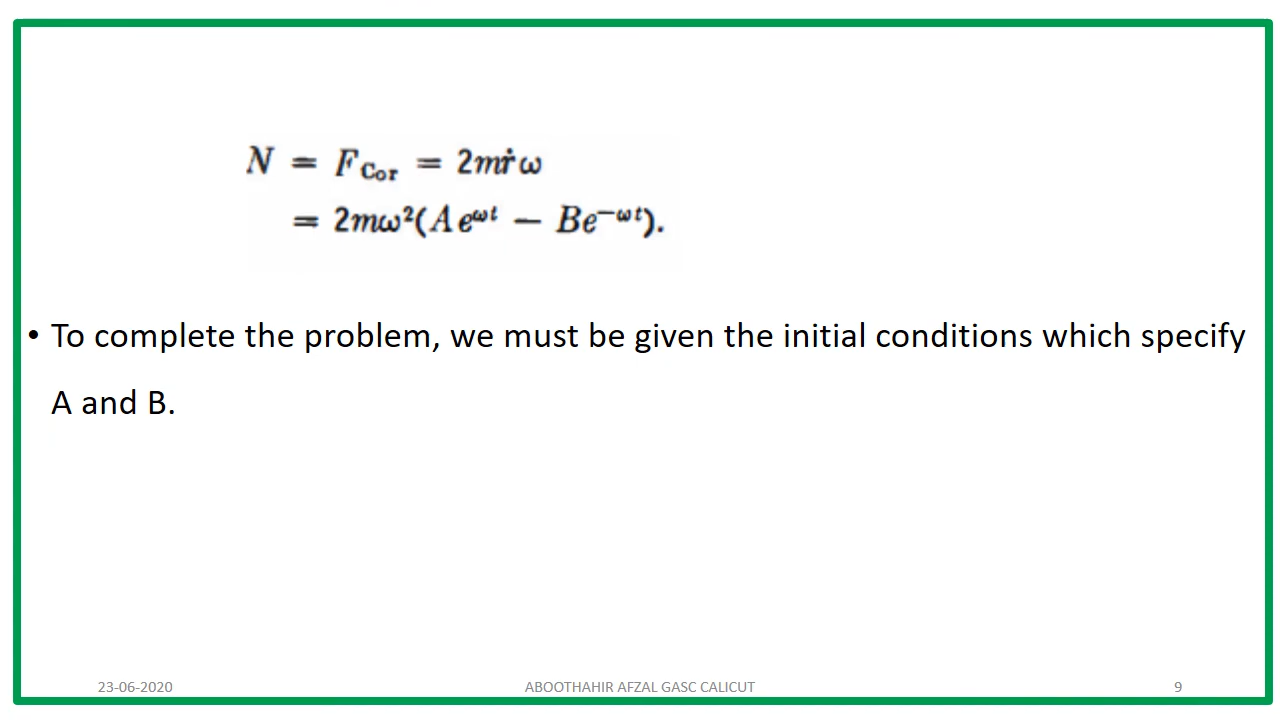 N = F_Cor = 2mṙω
= 2mω²(Ae^{ωt} − Be^{−ωt}).
• To complete the problem, we must be given the initial conditions which specify
A and B.
23-06-2020 ABOOTHAHIR AFZAL GASC CALICUT 9